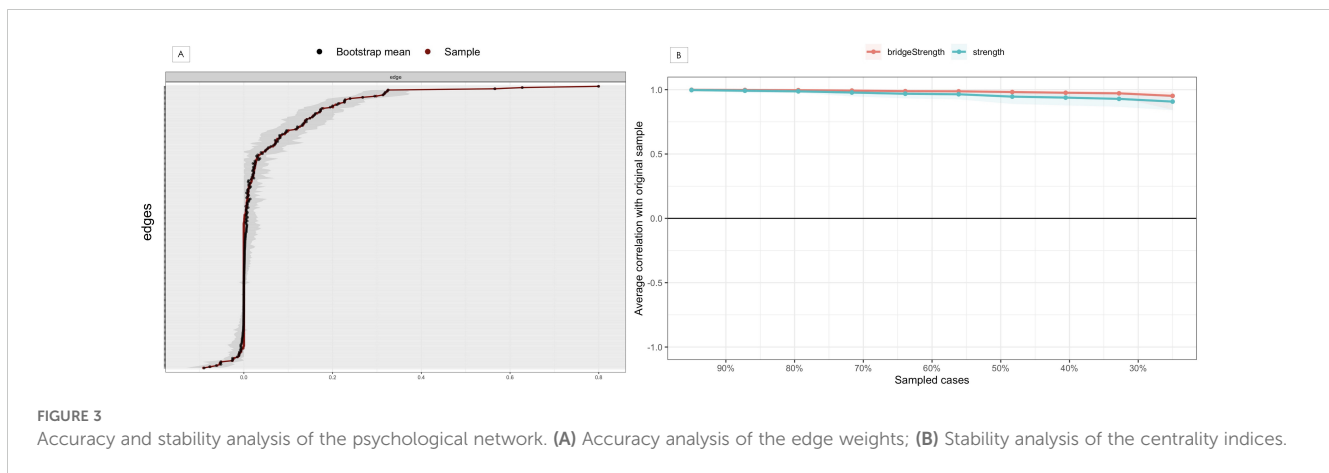 A
Bootstrap mean
Sample
edge
edges
0.0
0.2
0.4
0.6
0.8
B
bridgeStrength
strength
Average correlation with original sample
1.0
0.5
0.0
-0.5
-1.0
90%
80%
70%
60%
50%
40%
30%
Sampled cases
FIGURE 3
Accuracy and stability analysis of the psychological network. (A) Accuracy analysis of the edge weights; (B) Stability analysis of the centrality indices.